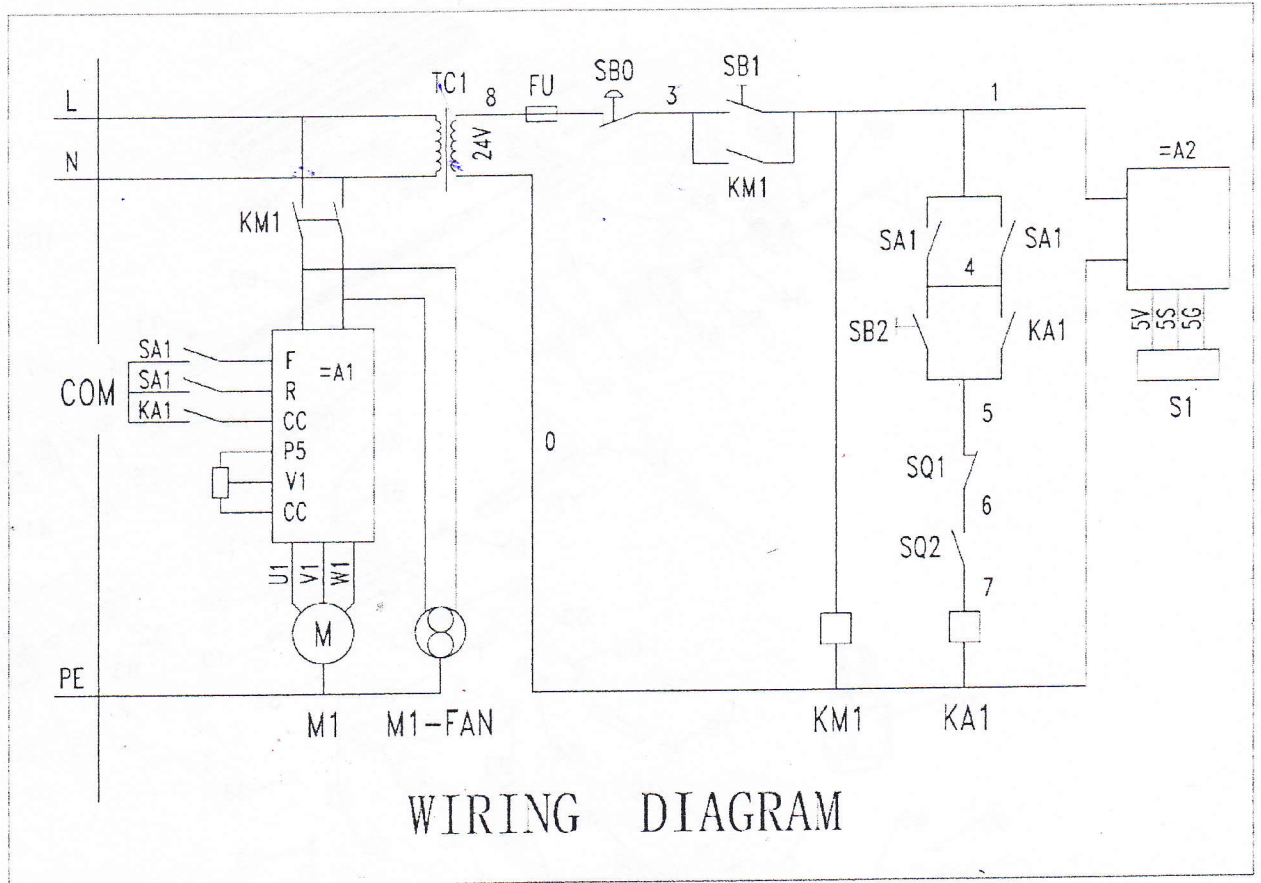 TC1
8
FU
SB0
3
SB1
1
L
N
24V
=A2
KM1
KM1
SA1
SA1
4
SB2
KA1
5V
5S
5G
S1
SA1
F
=A1
COM
SA1
R
KA1
CC
P5
V1
CC
0
5
SQ1
6
SQ2
7
U1
V1
W1
M
PE
M1
M1-FAN
KM1
KA1
WIRING DIAGRAM